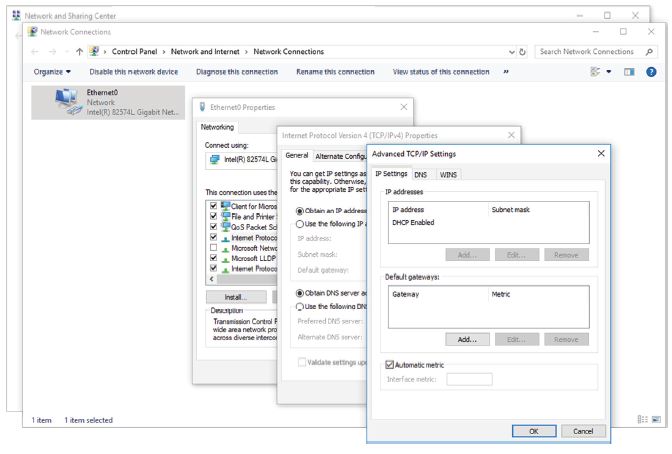 Network and Sharing Center
Network Connections
Control Panel > Network and Internet > Network Connections
Search Network Connections
Organize
Disable this network device
Diagnose this connection
Rename this connection
View status of this connection
»
Ethernet0
Network
Intel(R) 82574L Gigabit Net...
Ethernet0 Properties
Networking
Connect using:
Intel(R) 82574L Gi
This connection uses the
Client for Micros
File and Printer
QoS Packet Sc
Internet Protoco
Microsoft Netwo
Microsoft LLDP
Internet Protoco
Install...
Description
Transmission Control P
wide area network pro
across diverse intercon
Internet Protocol Version 4 (TCP/IPv4) Properties
General
Alternate Configu
You can get IP settings as
this capability. Otherwise,
for the appropriate IP sett
Obtain an IP address
Use the following IP a
IP address:
Subnet mask:
Default gateway:
Obtain DNS server ad
Use the following DNS
Preferred DNS server:
Alternate DNS server:
Validate settings upo
Advanced TCP/IP Settings
IP Settings
DNS
WINS
IP addresses
IP address
Subnet mask
DHCP Enabled
Add...
Edit...
Remove
Default gateways:
Gateway
Metric
Add...
Edit...
Remove
Automatic metric
Interface metric:
OK
Cancel
1 item
1 item selected